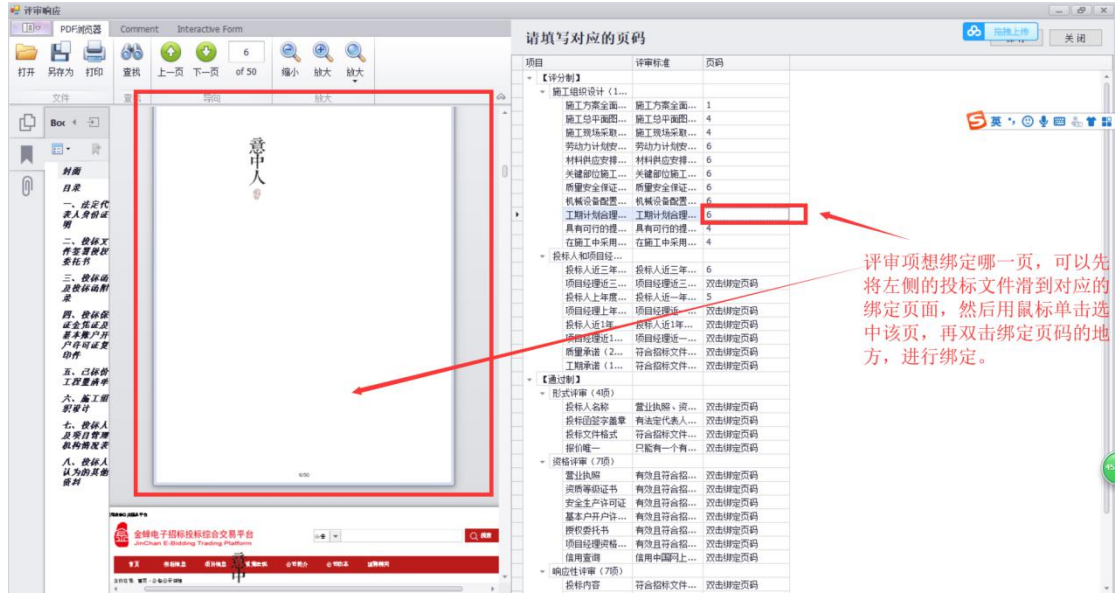 评审响应
PDF浏览器 Comment Interactive Form
打开 另存为 打印 查找 上一页 下一页 6 of 50 缩小 放大 放大
文件 查找 导向 放大
封面
目录
一、法定代
表人身份证
明
二、投标文
件签署授权
委托书
三、投标函
及投标函附
录
四、投标保
证金凭证及
基本账户开
户许可证复
印件
五、已标价
工程量清单
六、施工组
织设计
七、投标人
及项目管理
机构情况表
八、投标人
认为的其他
资料
意中人
6/50
金蝉电子招标投标综合交易平台
JinChan E-Bidding Trading Platform
搜索
首页
请填写对应的页码
拖拽上传
关闭
项目 评审标准 页码
【评分制】
施工组织设计（1...
施工方案全面... 施工方案全面... 1
施工总平面图... 施工总平面图... 4
施工现场采取... 施工现场采取... 4
劳动力计划安... 劳动力计划安... 6
材料供应安排... 材料供应安排... 6
关键部位施工... 关键部位施工... 6
质量安全保证... 质量安全保证... 6
机械设备配置... 机械设备配置... 6
工期计划合理... 工期计划合理... 6
具有可行的提... 具有可行的提... 4
在施工中采用... 在施工中采用... 4
投标人和项目经...
投标人近三年... 投标人近三年... 6
项目经理近三... 项目经理近三... 双击绑定页码
投标人上年度... 投标人近一年... 5
项目经理上年... 项目经理近一... 双击绑定页码
投标人近1年... 投标人近1年... 双击绑定页码
项目经理近1... 项目经理近一... 双击绑定页码
质量承诺（2... 符合招标文件... 双击绑定页码
工期承诺（1... 符合招标文件... 双击绑定页码
【通过制】
形式评审（4项）
投标人名称 营业执照、资... 双击绑定页码
投标函签字盖章 有法定代表人... 双击绑定页码
投标文件格式 符合招标文件... 双击绑定页码
报价唯一 只能有一个有... 双击绑定页码
资格评审（7项）
营业执照 有效且符合招... 双击绑定页码
资质等级证书 有效且符合招... 双击绑定页码
安全生产许可证 有效且符合招... 双击绑定页码
基本户开户许... 有效且符合招... 双击绑定页码
授权委托书 有效且符合招... 双击绑定页码
项目经理资格... 有效且符合招... 双击绑定页码
信用查询 信用中国网上... 双击绑定页码
响应性评审（7项）
投标内容 符合招标文件... 双击绑定页码
英
评审项想绑定哪一页，可以先
将左侧的投标文件滑到对应的
绑定页面，然后用鼠标单击选
中该页，再双击绑定页码的地
方，进行绑定。